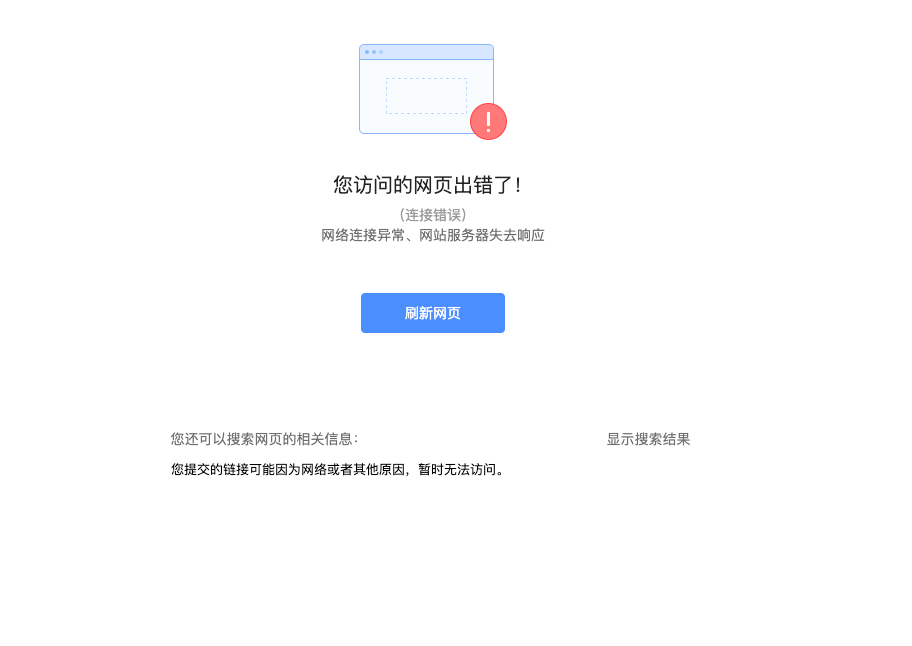 您访问的网页出错了！
（连接错误）
网络连接异常、网站服务器失去响应
刷新网页
您还可以搜索网页的相关信息：
显示搜索结果
您提交的链接可能因为网络或者其他原因，暂时无法访问。